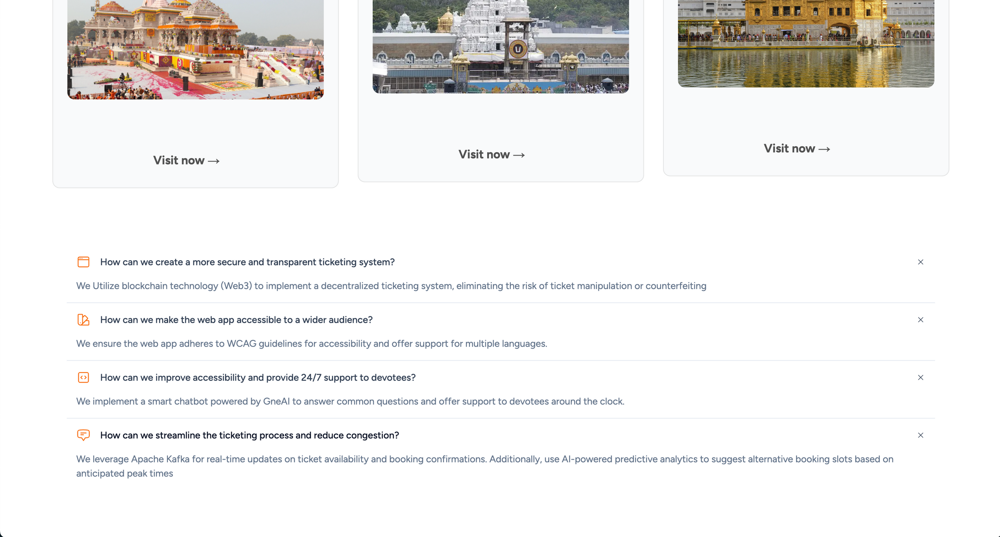 Visit now →
Visit now →
Visit now →
How can we create a more secure and transparent ticketing system?
We Utilize blockchain technology (Web3) to implement a decentralized ticketing system, eliminating the risk of ticket manipulation or counterfeiting
How can we make the web app accessible to a wider audience?
We ensure the web app adheres to WCAG guidelines for accessibility and offer support for multiple languages.
How can we improve accessibility and provide 24/7 support to devotees?
We implement a smart chatbot powered by GneAI to answer common questions and offer support to devotees around the clock.
How can we streamline the ticketing process and reduce congestion?
We leverage Apache Kafka for real-time updates on ticket availability and booking confirmations. Additionally, use AI-powered predictive analytics to suggest alternative booking slots based on
anticipated peak times